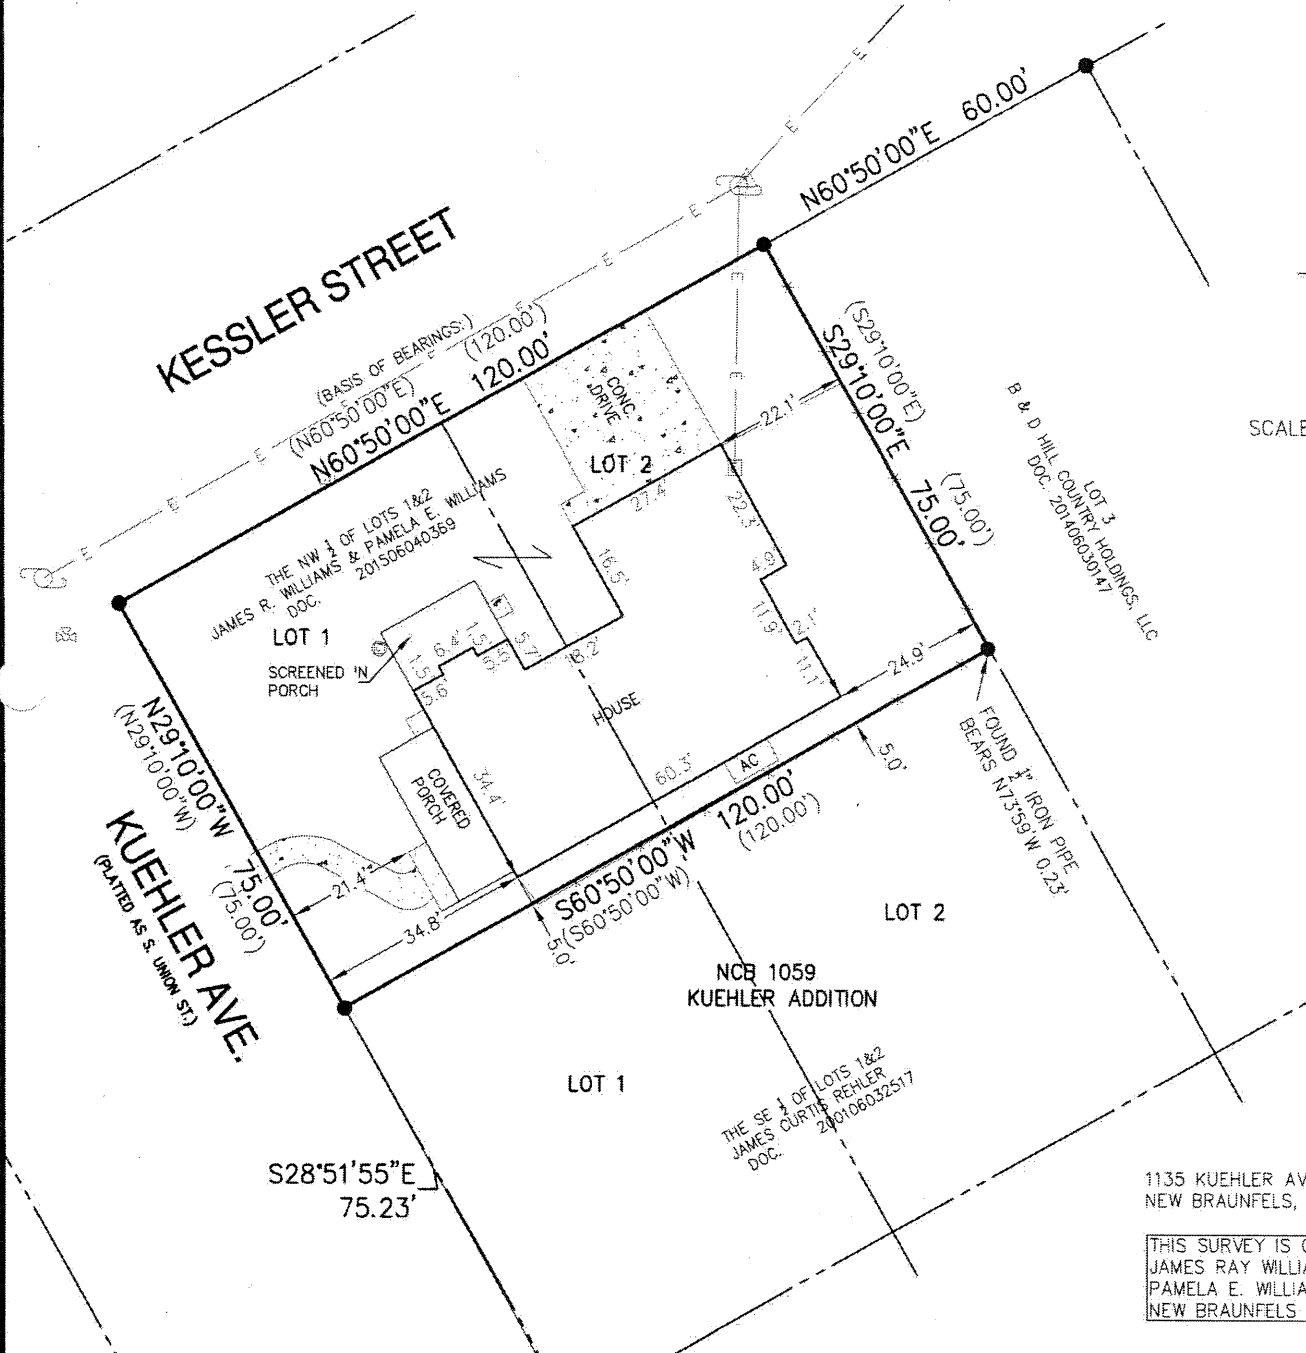 N60°50'00"E 60.00'
KESSLER STREET
(BASIS OF BEARINGS:)
(N60°50'00"E) (120.00')
N60°50'00"E 120.00'
CONC.
DRIVE
LOT 2
(S29°10'00"E)
S29°10'00"E
(75.00')
75.00'
22.1'
LOT 3
B & D HILL COUNTRY HOLDINGS, LLC
DOC. 201406030147
SCALE
THE NW ½ OF LOTS 1&2
JAMES R. WILLIAMS & PAMELA E. WILLIAMS
DOC. 201506040369
LOT 1
SCREENED IN
PORCH
27.4'
22.3'
16.5'
4.9'
11.9'
2.1'
11.1'
24.9'
1.5'
6.4'
1.5'
5.5'
5.7'
18.2'
5.6'
HOUSE
34.4'
60.3'
AC
COVERED
PORCH
N29°10'00"W
(N29°10'00"W)
75.00'
(75.00')
KUEHLER AVE.
(PLATTED AS S. UNION ST.)
21.4'
34.8'
5.0'
5.0'
S60°50'00"W 120.00'
(S60°50'00"W) (120.00')
FOUND ½" IRON PIPE
BEARS N73°59'W 0.23'
LOT 2
NCB 1059
KUEHLER ADDITION
LOT 1
THE SE ½ OF LOTS 1&2
JAMES CURTIS REHLER
DOC. 200106032517
S28°51'55"E
75.23'
1135 KUEHLER AV
NEW BRAUNFELS,
THIS SURVEY IS
JAMES RAY WILLIA
PAMELA E. WILLIA
NEW BRAUNFELS
E
E
E
E
E
E
E
E
E
E
E